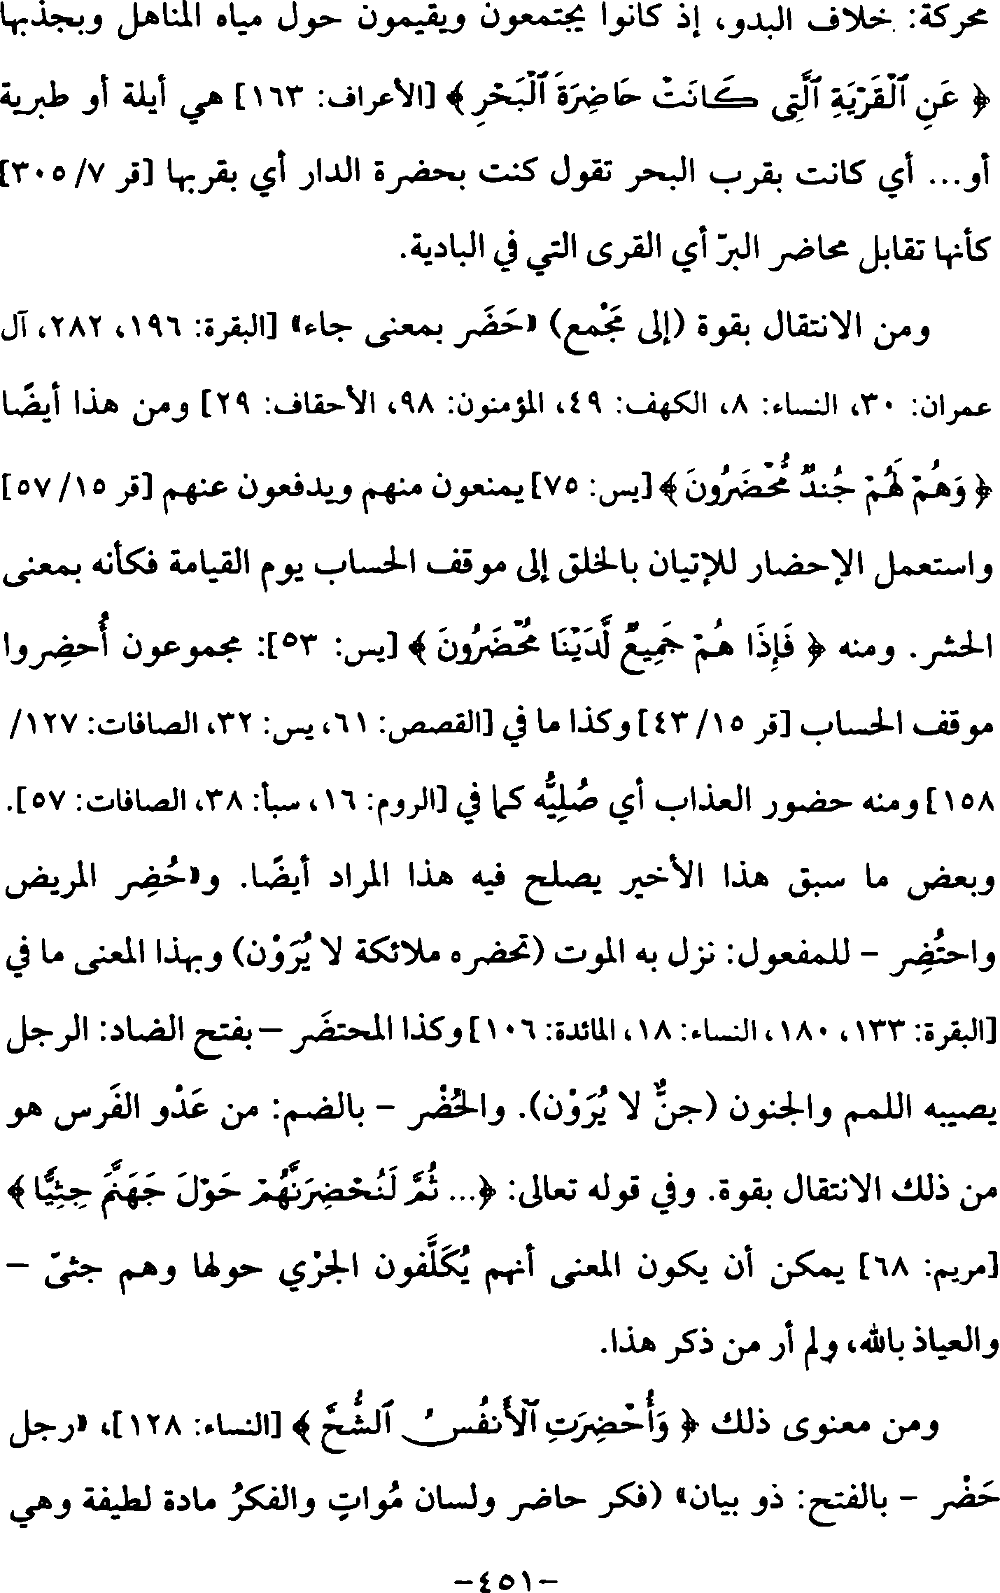 محركة: خلاف البدو، إذ كانوا يجتمعون ويقيمون حول مياه المناهل وبجذبها
﴿ عَنِ ٱلْقَرْيَةِ ٱلَّتِى كَانَتْ حَاضِرَةَ ٱلْبَحْرِ ﴾ [الأعراف: ١٦٣] هي أيلة أو طبرية
أو... أي كانت بقرب البحر تقول كنت بحضرة الدار أي بقربها [قر ٧/ ٣٠٥]
كأنها تقابل محاضر البرّ أي القرى التي في البادية.
ومن الانتقال بقوة (إلى مَجْمع) «حَضَر بمعنى جاء» [البقرة: ١٩٦، ٢٨٢، آل
عمران: ٣٠، النساء: ٨، الكهف: ٤٩، المؤمنون: ٩٨، الأحقاف: ٢٩] ومن هذا أيضًا
﴿ وَهُمْ لَهُمْ جُندٌ مُّحْضَرُونَ ﴾ [يس: ٧٥] يمنعون منهم ويدفعون عنهم [قر ١٥/ ٥٧]
واستعمل الإحضار للإتيان بالخلق إلى موقف الحساب يوم القيامة فكأنه بمعنى
الحشر. ومنه ﴿ فَإِذَا هُمْ جَمِيعٌ لَّدَيْنَا مُحْضَرُونَ ﴾ [يس: ٥٣]: مجموعون أُحضِروا
موقف الحساب [قر ١٥/ ٤٣] وكذا ما في [القصص: ٦١، يس: ٣٢، الصافات: ١٢٧/
١٥٨] ومنه حضور العذاب أي صُلِيُّه كما في [الروم: ١٦، سبأ: ٣٨، الصافات: ٥٧].
وبعض ما سبق هذا الأخير يصلح فيه هذا المراد أيضًا. و«حُضِر المريض
واحتُضِر – للمفعول: نزل به الموت (تحضره ملائكة لا يُرَوْن) وبهذا المعنى ما في
[البقرة: ١٣٣، ١٨٠، النساء: ١٨، المائدة: ١٠٦] وكذا المحتضَر – بفتح الضاد: الرجل
يصيبه اللمم والجنون (جنٌّ لا يُرَوْن). والحُضْر – بالضم: من عَدْو الفَرس هو
من ذلك الانتقال بقوة. وفي قوله تعالى: ﴿... ثُمَّ لَنُحْضِرَنَّهُمْ حَوْلَ جَهَنَّمَ جِثِيًّا ﴾
[مريم: ٦٨] يمكن أن يكون المعنى أنهم يُكَلَّفون الجرْي حولها وهم جثىّ –
والعياذ بالله، ولم أر من ذكر هذا.
ومن معنوى ذلك ﴿ وَأُحْضِرَتِ ٱلْأَنفُسُ ٱلشُّحَّ ﴾ [النساء: ١٢٨]، «رجل
حَضْر – بالفتح: ذو بيان» (فكر حاضر ولسان مُواتٍ والفكرُ مادة لطيفة وهي
–٤٥١–